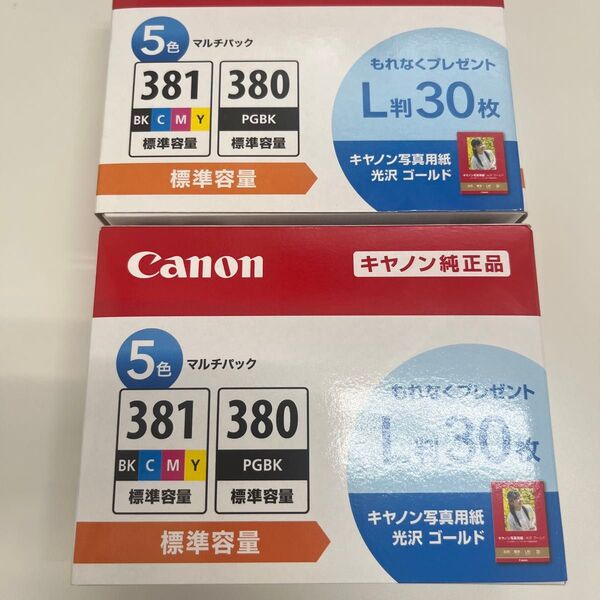 5色 マルチパック
381 380
BK C M Y PGBK
標準容量 標準容量
標準容量
もれなくプレゼント
L判30枚
キヤノン写真用紙
光沢 ゴールド
Canon キヤノン純正品
5色 マルチパック
381 380
BK C M Y PGBK
標準容量 標準容量
標準容量
もれなくプレゼント
L判30枚
キヤノン写真用紙
光沢 ゴールド